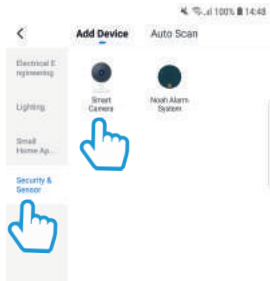 100% 14:48
Add Device Auto Scan
Electrical E
ngineering
Lighting
Small
Home Ap...
Security &
Sensor
Smart
Camera
Noah Alarm
System